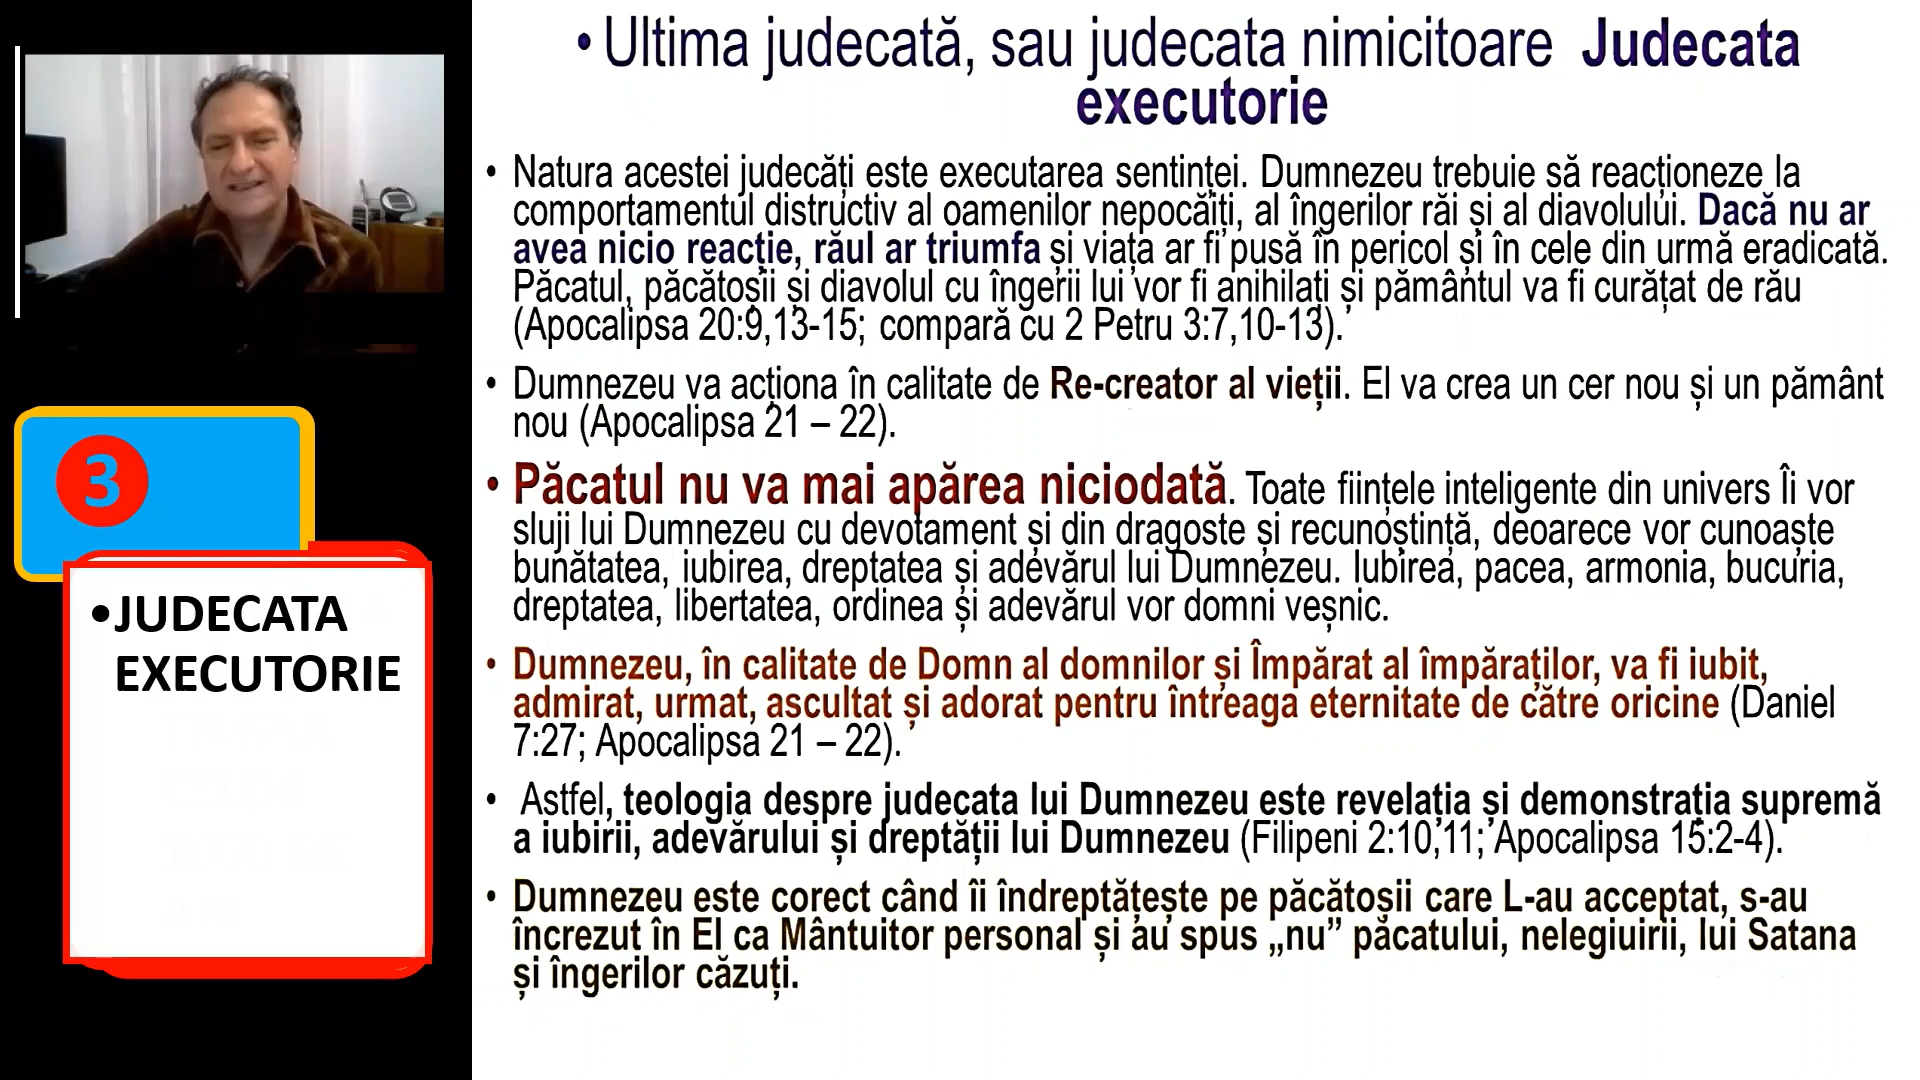 3
•JUDECATA
EXECUTORIE
• Ultima judecată, sau judecata nimicitoare Judecata
executorie
• Natura acestei judecăți este executarea sentinței. Dumnezeu trebuie să reacționeze la
comportamentul distructiv al oamenilor nepocăiți, al îngerilor răi și al diavolului. Dacă nu ar
avea nicio reacție, răul ar triumfa și viața ar fi pusă în pericol și în cele din urmă eradicată.
Păcatul, păcătoșii și diavolul cu îngerii lui vor fi anihilați și pământul va fi curățat de rău
(Apocalipsa 20:9,13-15; compară cu 2 Petru 3:7,10-13).
• Dumnezeu va acționa în calitate de Re-creator al vieții. El va crea un cer nou și un pământ
nou (Apocalipsa 21 – 22).
• Păcatul nu va mai apărea niciodată. Toate ființele inteligente din univers Îi vor
sluji lui Dumnezeu cu devotament și din dragoste și recunoștință, deoarece vor cunoaște
bunătatea, iubirea, dreptatea și adevărul lui Dumnezeu. Iubirea, pacea, armonia, bucuria,
dreptatea, libertatea, ordinea și adevărul vor domni veșnic.
• Dumnezeu, în calitate de Domn al domnilor și Împărat al împăraților, va fi iubit,
admirat, urmat, ascultat și adorat pentru întreaga eternitate de către oricine (Daniel
7:27; Apocalipsa 21 – 22).
• Astfel, teologia despre judecata lui Dumnezeu este revelația și demonstrația supremă
a iubirii, adevărului și dreptății lui Dumnezeu (Filipeni 2:10,11; Apocalipsa 15:2-4).
• Dumnezeu este corect când îi îndreptățește pe păcătoșii care L-au acceptat, s-au
încrezut în El ca Mântuitor personal și au spus „nu” păcatului, nelegiuirii, lui Satana
și îngerilor căzuți.